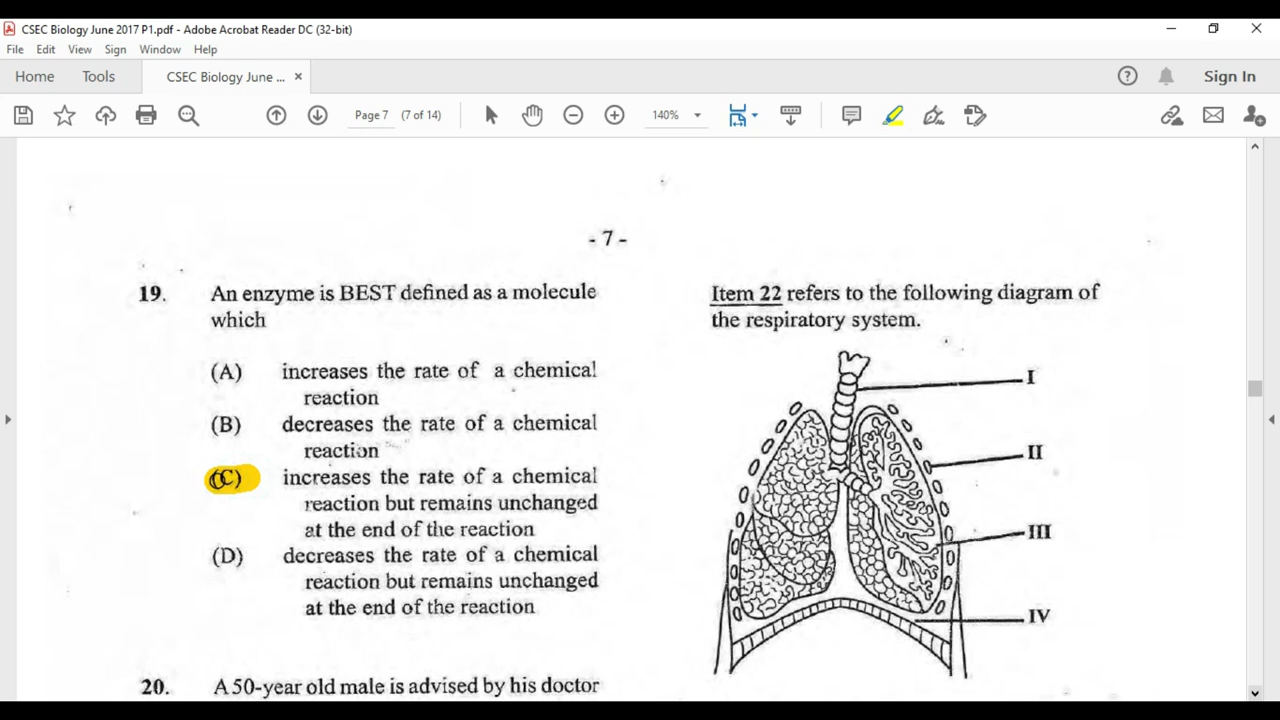 CSEC Biology June 2017 P1.pdf - Adobe Acrobat Reader DC (32-bit)
File Edit View Sign Window Help
Home Tools CSEC Biology June ... × Sign In
Page 7 (7 of 14) 140%
- 7 -
19. An enzyme is BEST defined as a molecule
which
(A) increases the rate of a chemical
reaction
(B) decreases the rate of a chemical
reaction
(C) increases the rate of a chemical
reaction but remains unchanged
at the end of the reaction
(D) decreases the rate of a chemical
reaction but remains unchanged
at the end of the reaction
20. A 50-year old male is advised by his doctor
Item 22 refers to the following diagram of
the respiratory system.
I
II
III
IV